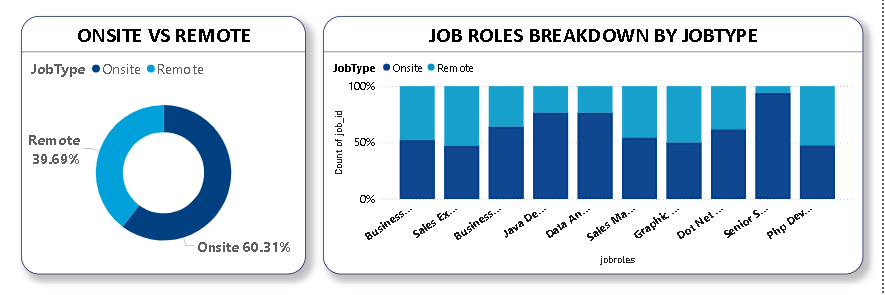 ONSITE VS REMOTE
JobType Onsite Remote
Remote
39.69%
Onsite 60.31%
JOB ROLES BREAKDOWN BY JOBTYPE
JobType Onsite Remote
Count of job_id
100%
50%
0%
Business...
Sales Ex...
Business...
Java De...
Data An...
Sales Ma...
Graphic ...
Dot Net ...
Senior S...
Php Dev...
jobroles